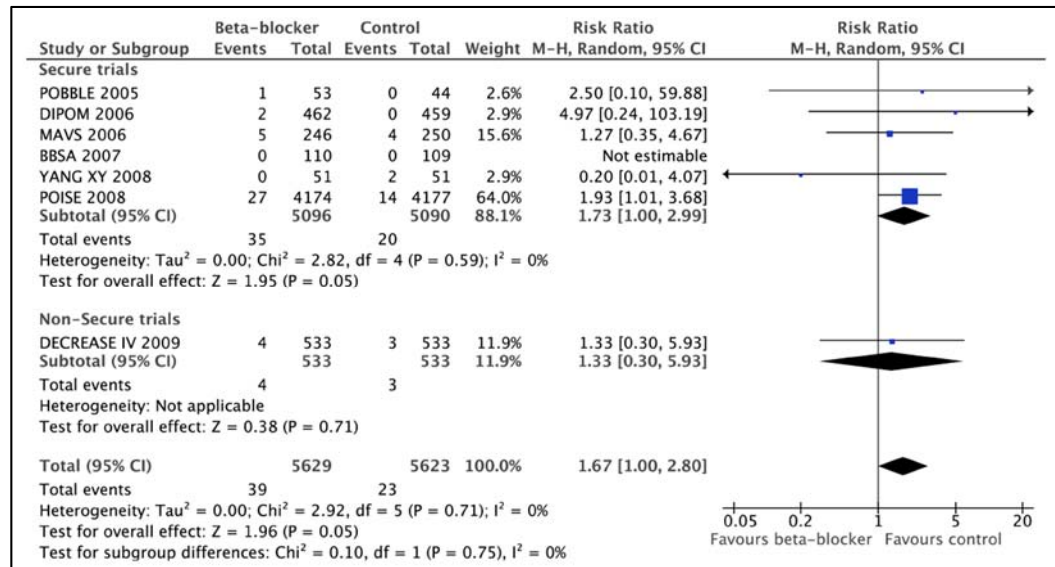 Beta-blocker Control Risk Ratio Risk Ratio
Study or Subgroup Events Total Events Total Weight M-H, Random, 95% CI M-H, Random, 95% CI
Secure trials
POBBLE 2005 1 53 0 44 2.6% 2.50 [0.10, 59.88]
DIPOM 2006 2 462 0 459 2.9% 4.97 [0.24, 103.19]
MAVS 2006 5 246 4 250 15.6% 1.27 [0.35, 4.67]
BBSA 2007 0 110 0 109 Not estimable
YANG XY 2008 0 51 2 51 2.9% 0.20 [0.01, 4.07]
POISE 2008 27 4174 14 4177 64.0% 1.93 [1.01, 3.68]
Subtotal (95% CI) 5096 5090 88.1% 1.73 [1.00, 2.99]
Total events 35 20
Heterogeneity: Tau² = 0.00; Chi² = 2.82, df = 4 (P = 0.59); I² = 0%
Test for overall effect: Z = 1.95 (P = 0.05)
Non-Secure trials
DECREASE IV 2009 4 533 3 533 11.9% 1.33 [0.30, 5.93]
Subtotal (95% CI) 533 533 11.9% 1.33 [0.30, 5.93]
Total events 4 3
Heterogeneity: Not applicable
Test for overall effect: Z = 0.38 (P = 0.71)
Total (95% CI) 5629 5623 100.0% 1.67 [1.00, 2.80]
Total events 39 23
Heterogeneity: Tau² = 0.00; Chi² = 2.92, df = 5 (P = 0.71); I² = 0%
Test for overall effect: Z = 1.96 (P = 0.05)
Test for subgroup differences: Chi² = 0.10, df = 1 (P = 0.75), I² = 0%
0.05 0.2 1 5 20
Favours beta-blocker Favours control